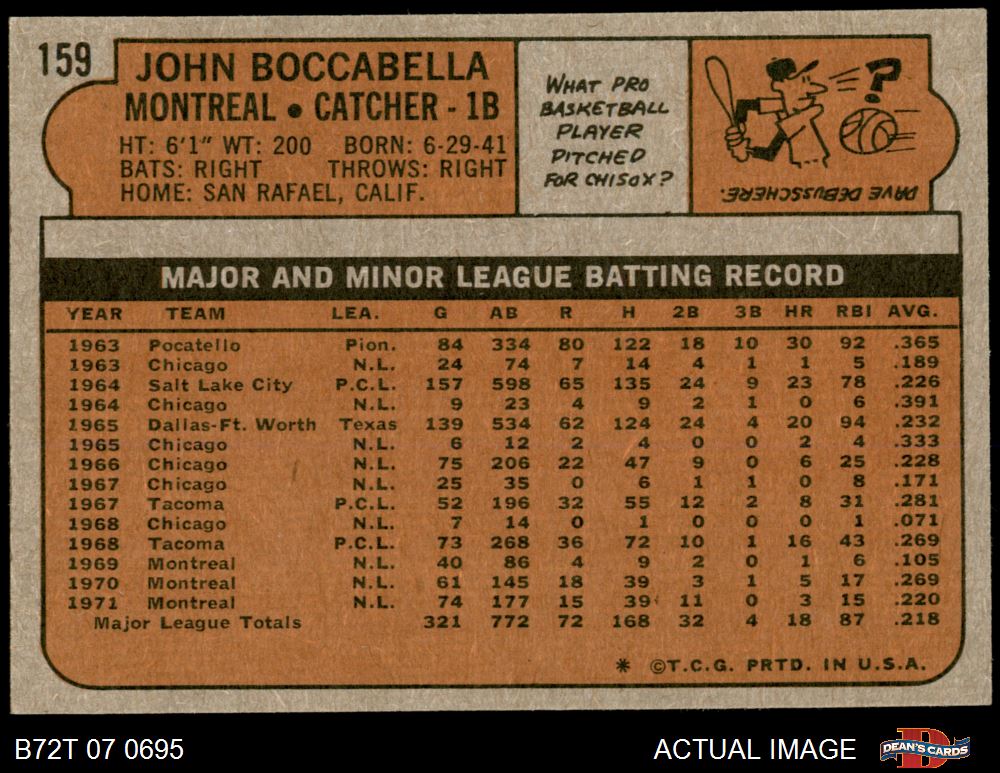 159
JOHN BOCCABELLA
MONTREAL • CATCHER - 1B
HT: 6'1" WT: 200 BORN: 6-29-41
BATS: RIGHT THROWS: RIGHT
HOME: SAN RAFAEL, CALIF.
WHAT PRO
BASKETBALL
PLAYER
PITCHED
FOR CHISOX?
?
DAVE DEBUSSCHERE.
MAJOR AND MINOR LEAGUE BATTING RECORD
YEAR TEAM LEA. G AB R H 2B 3B HR RBI AVG.
1963 Pocatello Pion. 84 334 80 122 18 10 30 92 .365
1963 Chicago N.L. 24 74 7 14 4 1 1 5 .189
1964 Salt Lake City P.C.L. 157 598 65 135 24 9 23 78 .226
1964 Chicago N.L. 9 23 4 9 2 1 0 6 .391
1965 Dallas-Ft. Worth Texas 139 534 62 124 24 4 20 94 .232
1965 Chicago N.L. 6 12 2 4 0 0 2 4 .333
1966 Chicago N.L. 75 206 22 47 9 0 6 25 .228
1967 Chicago N.L. 25 35 0 6 1 1 0 8 .171
1967 Tacoma P.C.L. 52 196 32 55 12 2 8 31 .281
1968 Chicago N.L. 7 14 0 1 0 0 0 1 .071
1968 Tacoma P.C.L. 73 268 36 72 10 1 16 43 .269
1969 Montreal N.L. 40 86 4 9 2 0 1 6 .105
1970 Montreal N.L. 61 145 18 39 3 1 5 17 .269
1971 Montreal N.L. 74 177 15 39 11 0 3 15 .220
Major League Totals 321 772 72 168 32 4 18 87 .218
* ©T.C.G. PRTD. IN U.S.A.
B72T 07 0695
ACTUAL IMAGE
DEAN'S CARDS